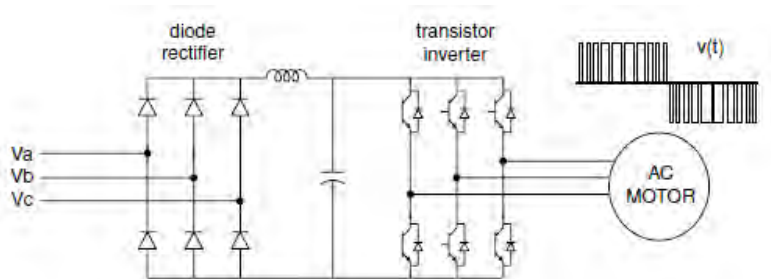 diode
rectifier
transistor
inverter
v(t)
Va
Vb
Vc
AC
MOTOR